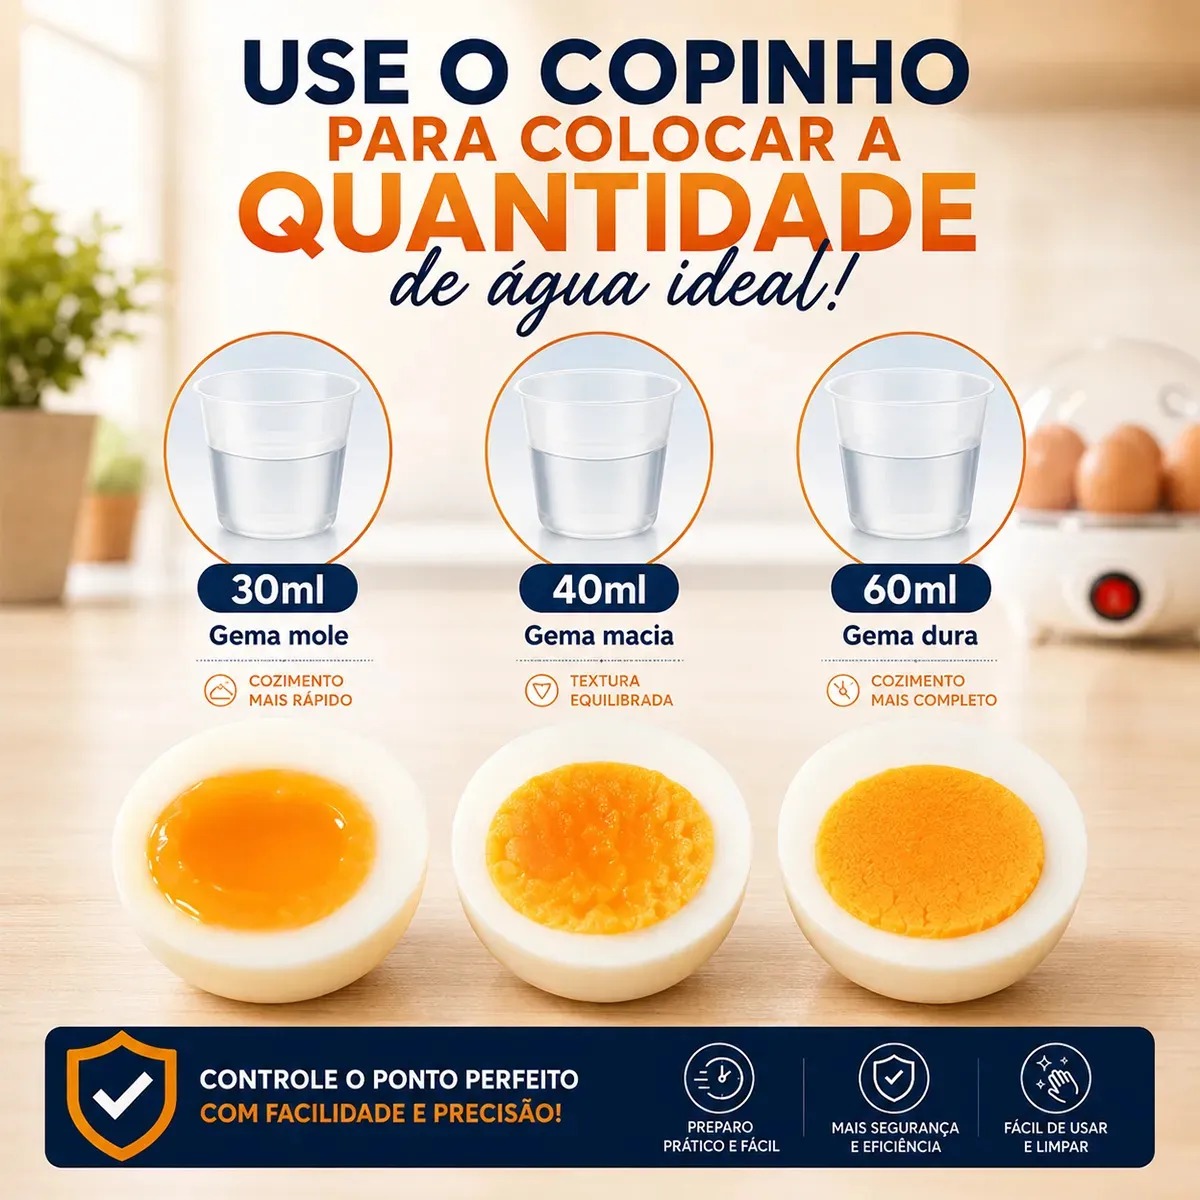 USE O COPINHO
PARA COLOCAR A
QUANTIDADE
de água ideal!
30ml
Gema mole
COZIMENTO
MAIS RÁPIDO
40ml
Gema macia
TEXTURA
EQUILIBRADA
60ml
Gema dura
COZIMENTO
MAIS COMPLETO
CONTROLE O PONTO PERFEITO
COM FACILIDADE E PRECISÃO!
PREPARO
PRÁTICO E FÁCIL
MAIS SEGURANÇA
E EFICIÊNCIA
FÁCIL DE USAR
E LIMPAR